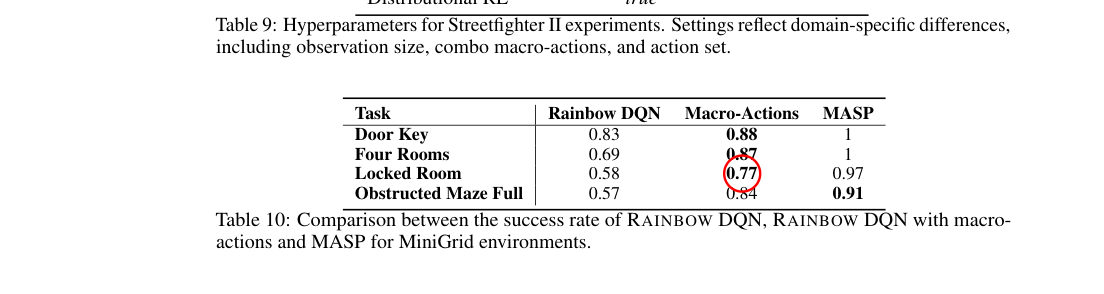 Distributional RL true
Table 9: Hyperparameters for Streetfighter II experiments. Settings reflect domain-specific differences,
including observation size, combo macro-actions, and action set.
Task Rainbow DQN Macro-Actions MASP
Door Key 0.83 0.88 1
Four Rooms 0.69 0.87 1
Locked Room 0.58 0.77 0.97
Obstructed Maze Full 0.57 0.84 0.91
Table 10: Comparison between the success rate of RAINBOW DQN, RAINBOW DQN with macro-
actions and MASP for MiniGrid environments.